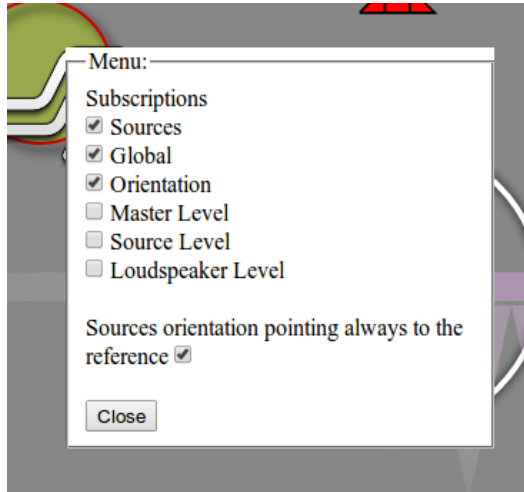 Menu:
Subscriptions
Sources
Global
Orientation
Master Level
Source Level
Loudspeaker Level
Sources orientation pointing always to the
reference
Close